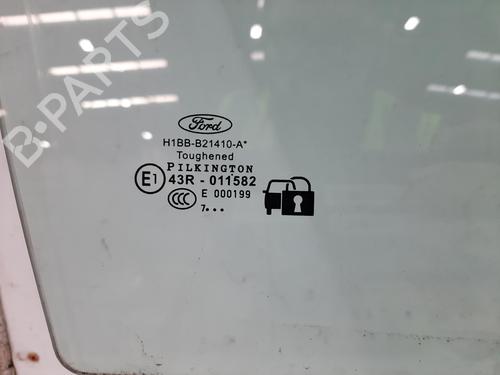 B-PARTS
Ford
H1BB-B21410-A*
Toughened
PILKINGTON
E1 43R - 011582
CCC E 000199
7•••